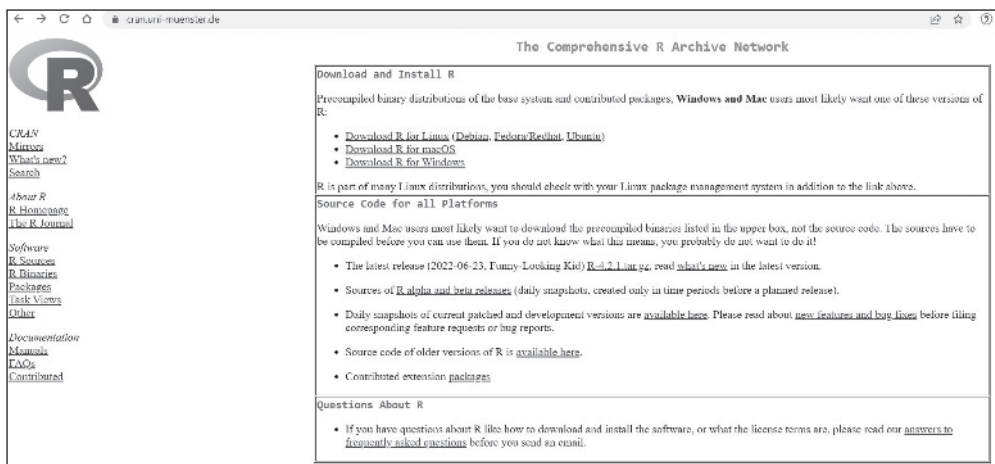 cran.uni-muenster.de
R
CRAN
Mirrors
What's new?
Search
About R
R Homepage
The R Journal
Software
R Sources
R Binaries
Packages
Task Views
Other
Documentation
Manuals
FAQs
Contributed
The Comprehensive R Archive Network
Download and Install R
Precompiled binary distributions of the base system and contributed packages, Windows and Mac users most likely want one of these versions of
R:
• Download R for Linux (Debian, Fedora/Redhat, Ubuntu)
• Download R for macOS
• Download R for Windows
R is part of many Linux distributions, you should check with your Linux package management system in addition to the link above.
Source Code for all Platforms
Windows and Mac users most likely want to download the precompiled binaries listed in the upper box, not the source code. The sources have to
be compiled before you can use them. If you do not know what this means, you probably do not want to do it!
• The latest release (2022-06-23, Funny-Looking Kid) R-4.2.1.tar.gz, read what's new in the latest version.
• Sources of R alpha and beta releases (daily snapshots, created only in time periods before a planned release).
• Daily snapshots of current patched and development versions are available here. Please read about new features and bug fixes before filing
corresponding feature requests or bug reports.
• Source code of older versions of R is available here.
• Contributed extension packages
Questions About R
• If you have questions about R like how to download and install the software, or what the license terms are, please read our answers to
frequently asked questions before you send an email.